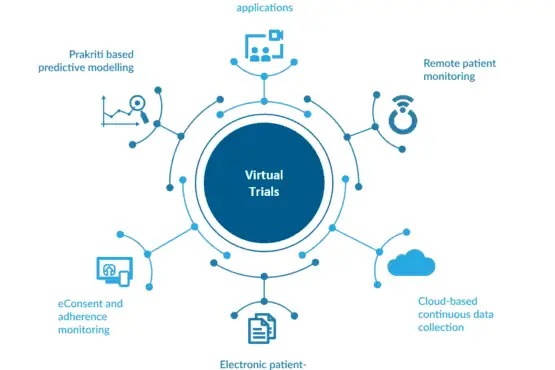 applications
Prakriti based
predictive modelling
Remote patient
monitoring
Virtual
Trials
eConsent and
adherence
monitoring
Cloud-based
continuous data
collection
Electronic patient-